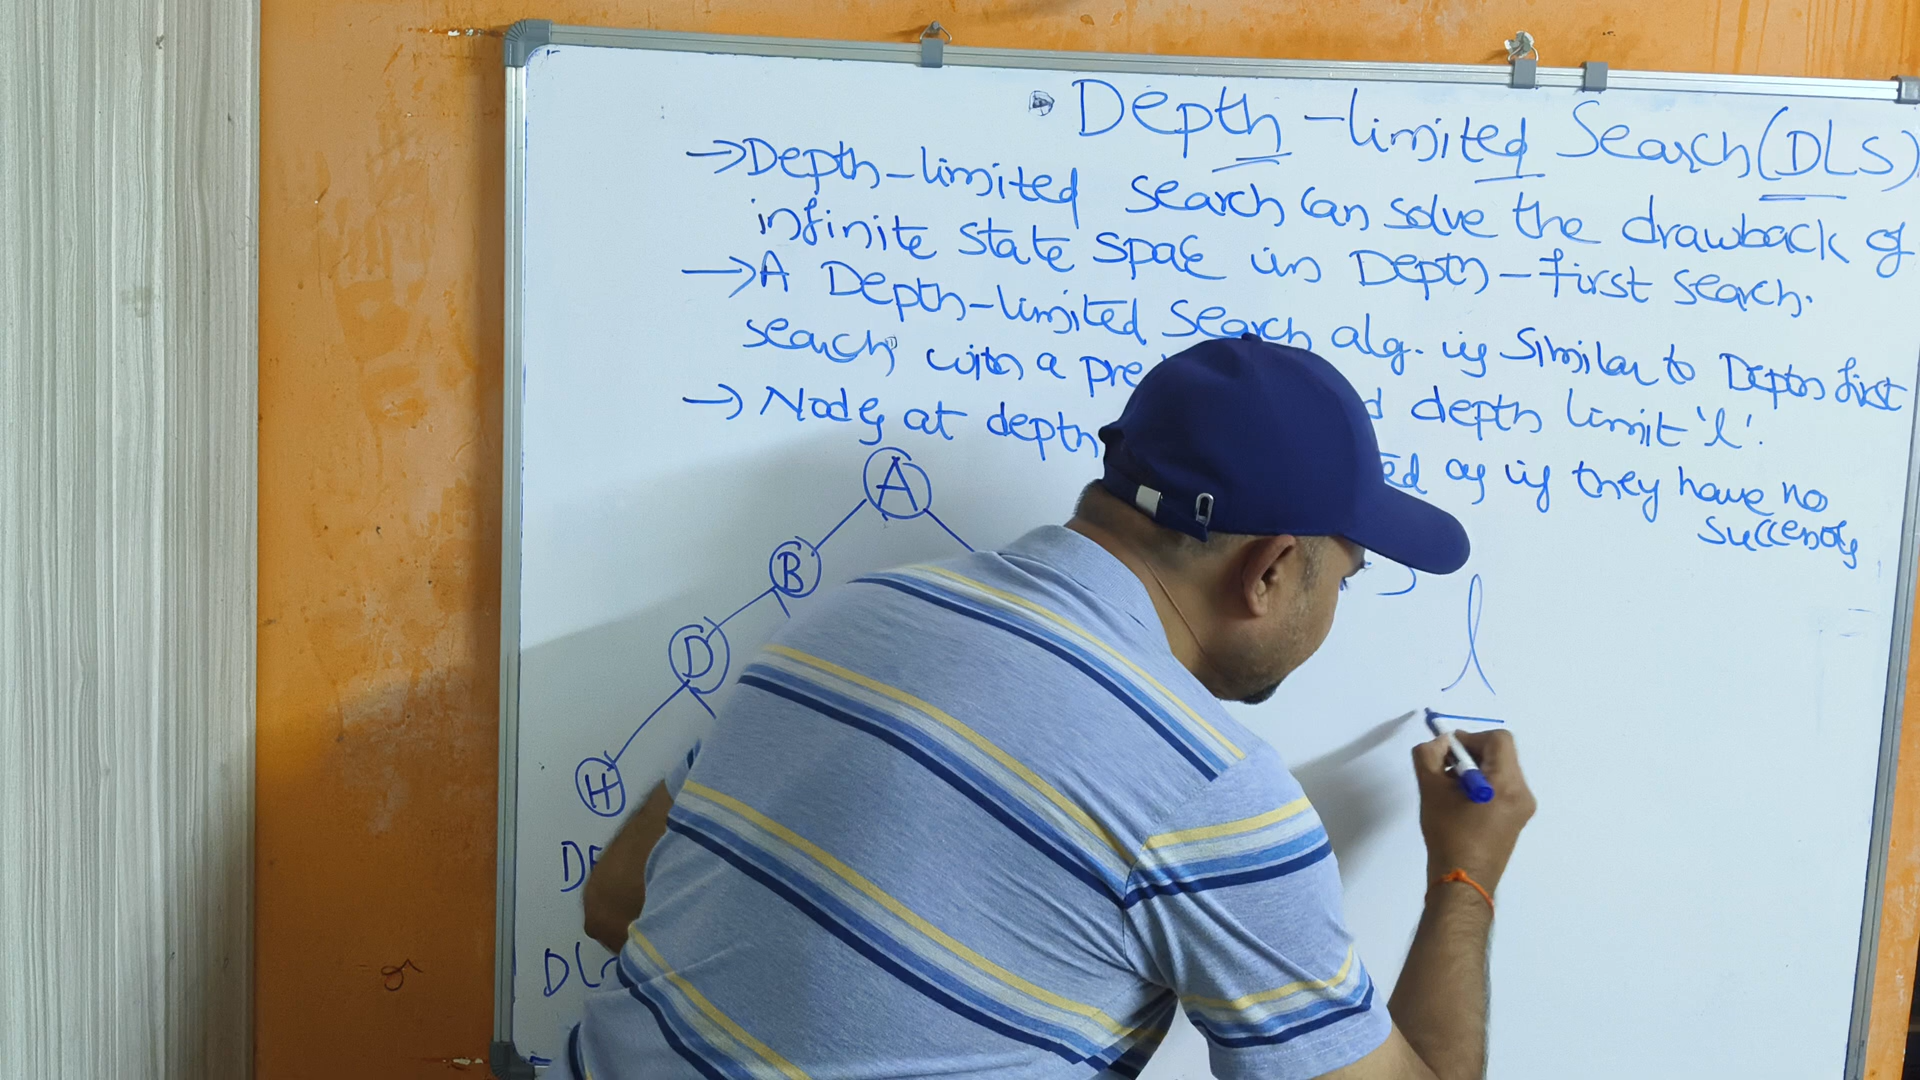 Depth-limited Search (DLS)
→ Depth-limited search can solve the drawback of
infinite state space in Depth-first search.
→ A Depth-limited search alg. is similar to Depth first
search with a pre d depth limit 'l'.
→ Nodes at depth ed as if they have no
successors
A
B
D
H
l